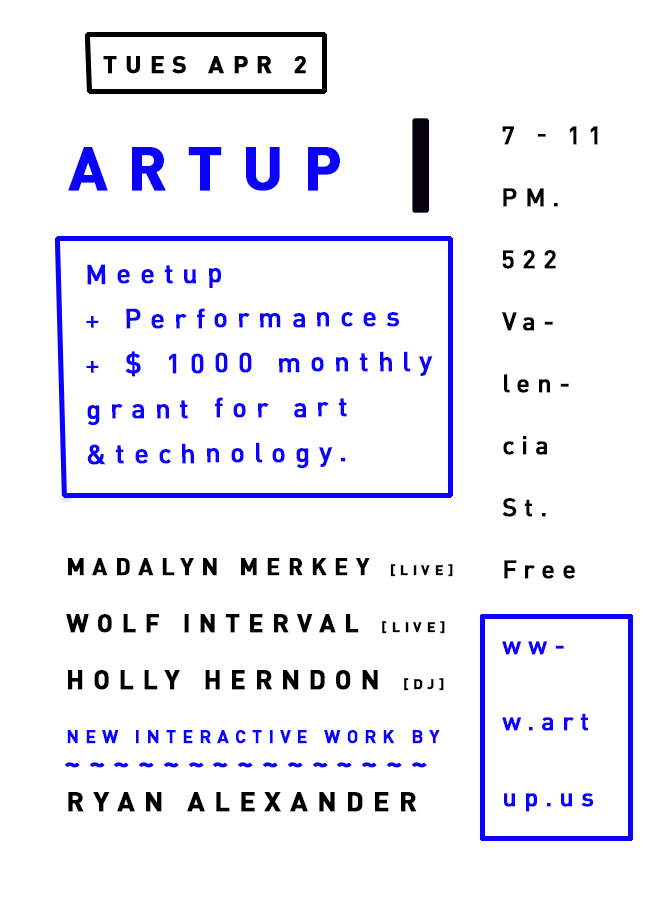 TUES APR 2
ARTUP
Meetup
+ Performances
+ $ 1000 monthly
grant for art
&technology.
MADALYN MERKEY [LIVE]
WOLF INTERVAL [LIVE]
HOLLY HERNDON [DJ]
NEW INTERACTIVE WORK BY
~ ~ ~ ~ ~ ~ ~ ~ ~ ~ ~ ~ ~ ~ ~
RYAN ALEXANDER
7 - 11
PM.
522
Va-
len-
cia
St.
Free
ww-
w.art
up.us